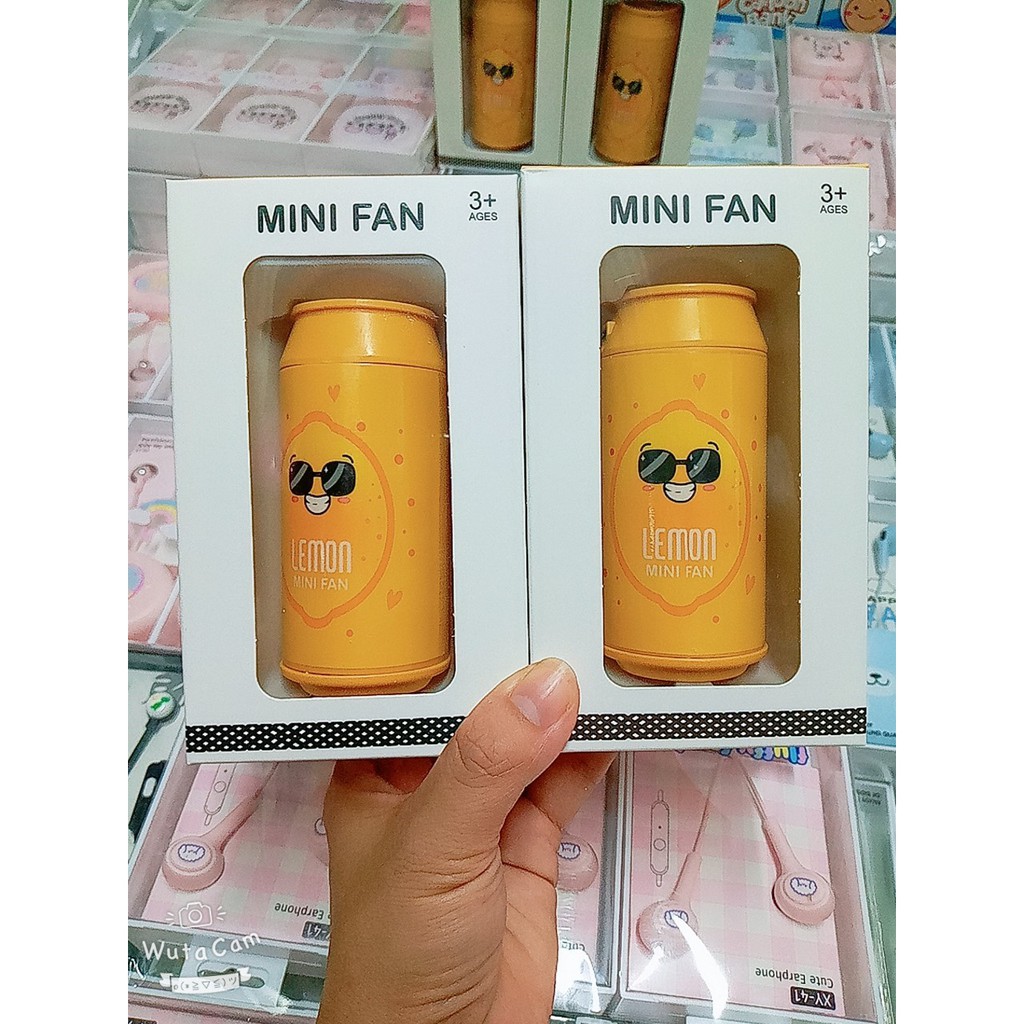 MINI FAN
3+
AGES
LEMON
MINI FAN
MINI FAN
3+
AGES
LEMON
MINI FAN
Cute Earphone
XY-41
Cute Earphone
XY-41
WutaCam